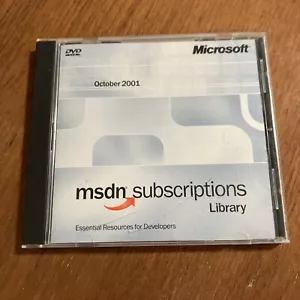 DVD
Microsoft
October 2001
msdn subscriptions
Library
Essential Resources for Developers